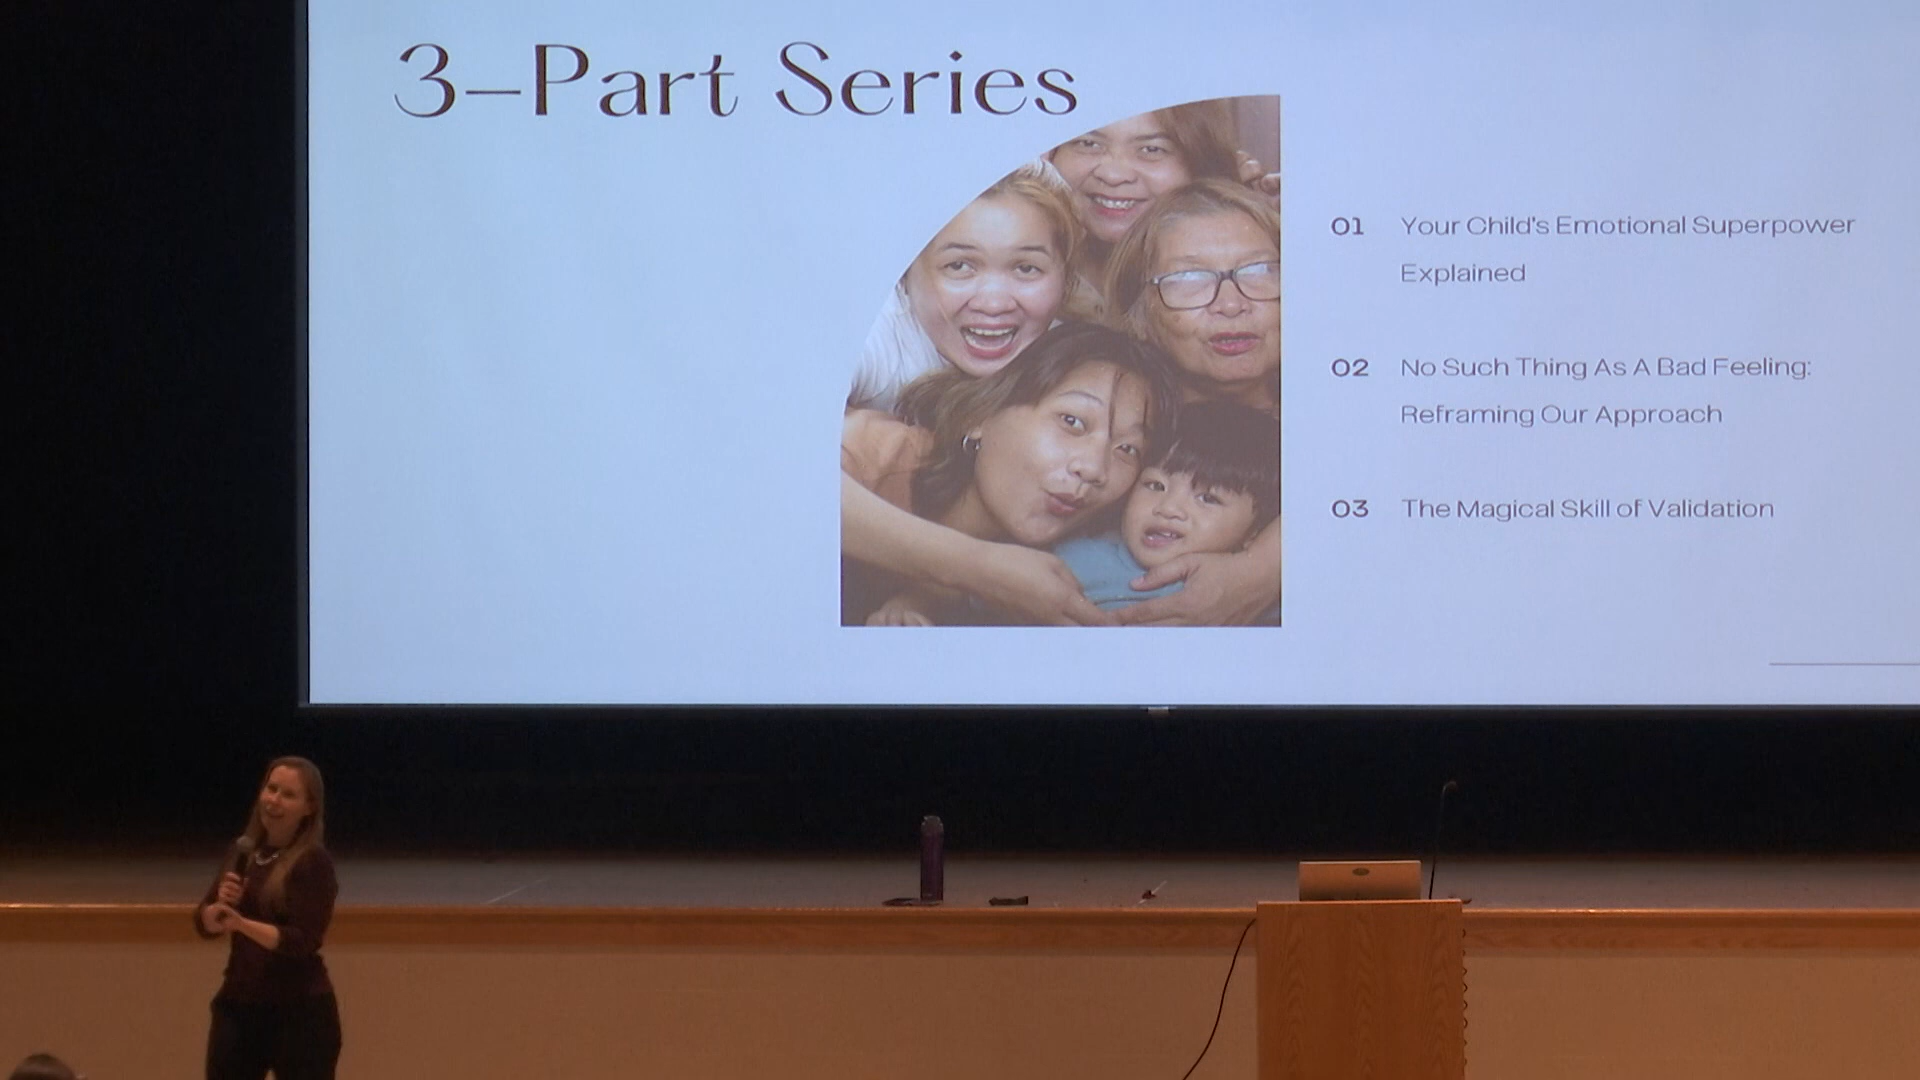 3-Part Series
01 Your Child's Emotional Superpower
Explained
02 No Such Thing As A Bad Feeling:
Reframing Our Approach
03 The Magical Skill of Validation